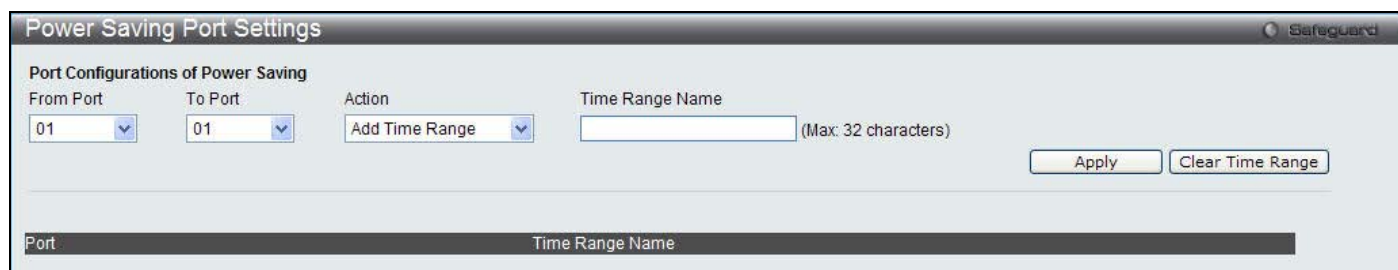 Power Saving Port Settings
Safeguard
Port Configurations of Power Saving
From Port To Port Action Time Range Name
01 01 Add Time Range (Max: 32 characters)
Apply Clear Time Range
Port Time Range Name